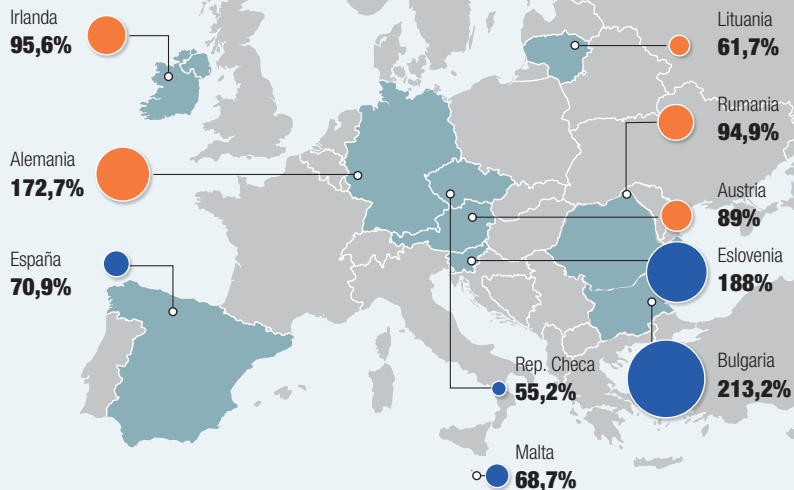 Irlanda
95,6%
Alemania
172,7%
España
70,9%
Lituania
61,7%
Rumania
94,9%
Austria
89%
Eslovenia
188%
Bulgaria
213,2%
Rep. Checa
55,2%
Malta
68,7%